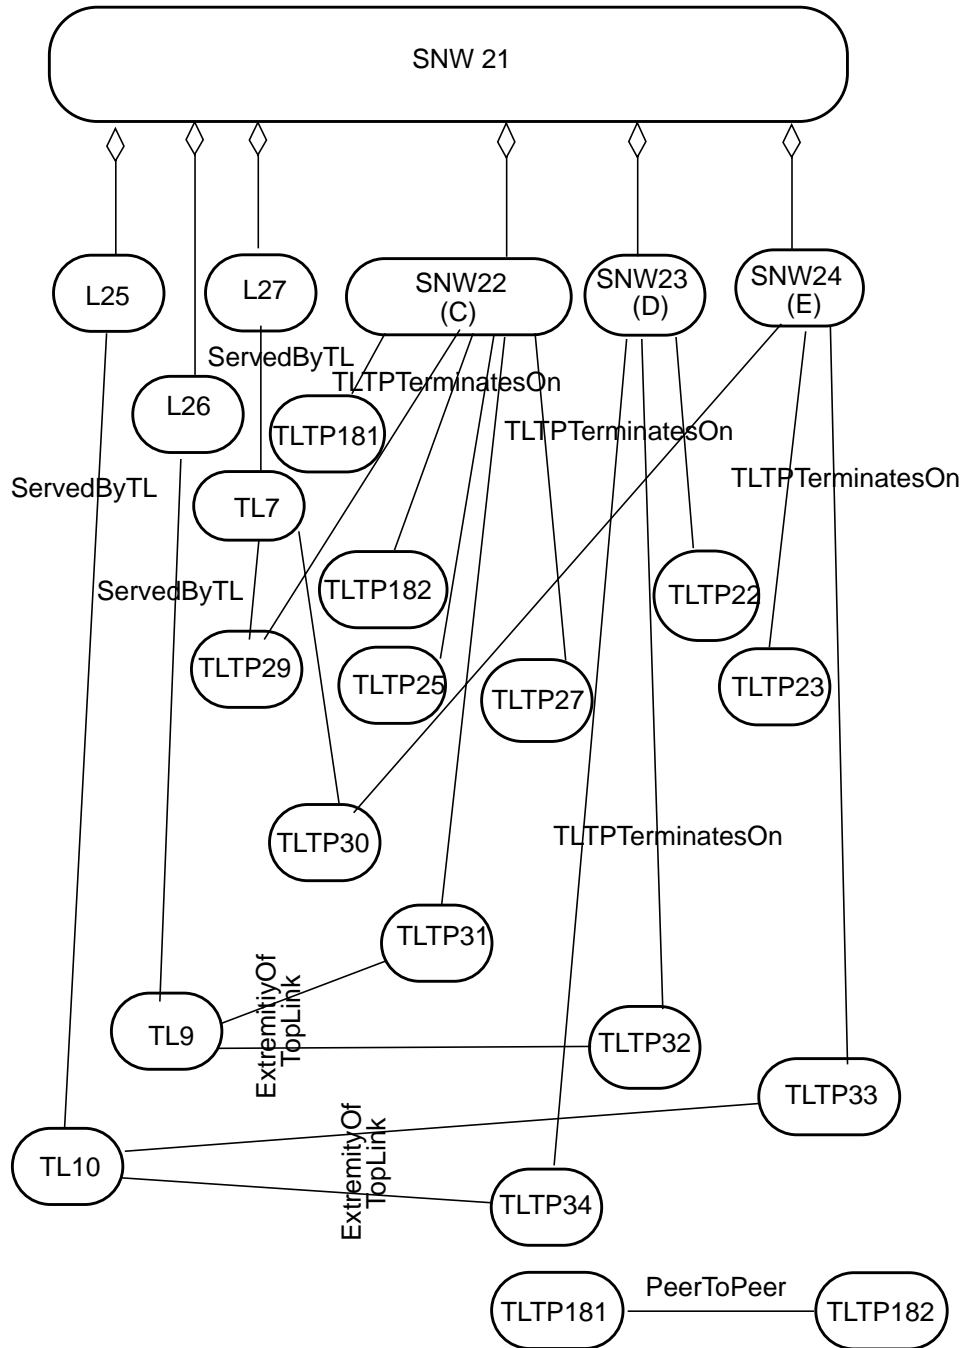 SNW 21
L25
L27
SNW22
(C)
SNW23
(D)
SNW24
(E)
ServedByTL
TLTPTerminatesOn
L26
TLTP181
TLTPTerminatesOn
TLTPTerminatesOn
ServedByTL
TL7
ServedByTL
TLTP182
TLTP22
TLTP29
TLTP25
TLTP27
TLTP23
TLTP30
TLTPTerminatesOn
TLTP31
ExtremitiyOf
TopLink
TL9
TLTP32
TLTP33
ExtremityOf
TopLink
TL10
TLTP34
PeerToPeer
TLTP181
TLTP182